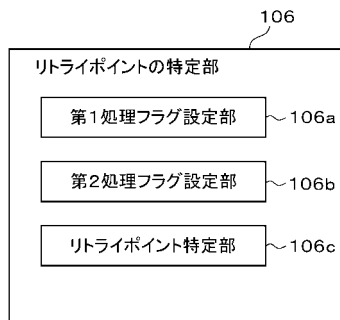 106
リトライポイントの特定部
第1処理フラグ設定部 106a
第2処理フラグ設定部 106b
リトライポイント特定部 106c